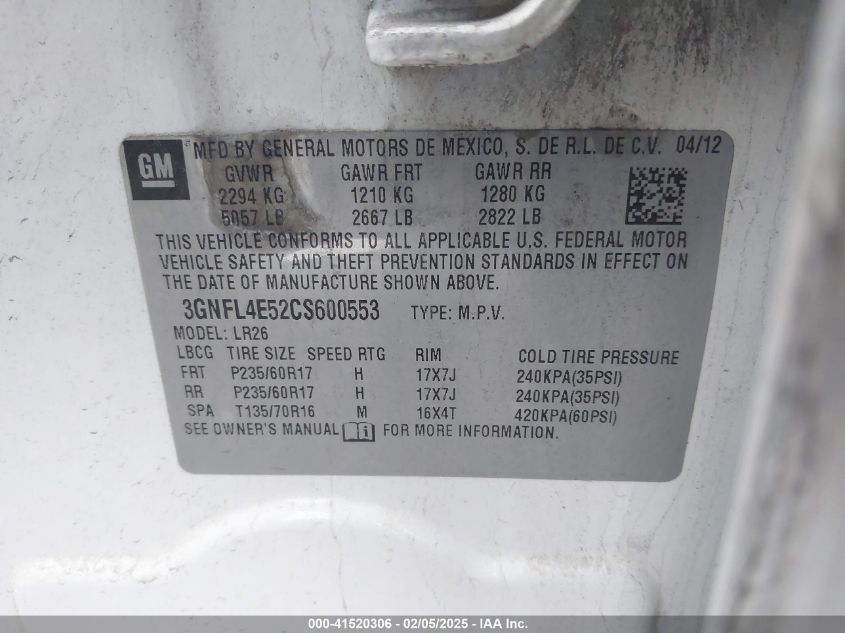 GM MFD BY GENERAL MOTORS DE MEXICO, S. DE R.L. DE C.V. 04/12
GVWR GAWR FRT GAWR RR
2294 KG 1210 KG 1280 KG
5057 LB 2667 LB 2822 LB
THIS VEHICLE CONFORMS TO ALL APPLICABLE U.S. FEDERAL MOTOR
VEHICLE SAFETY AND THEFT PREVENTION STANDARDS IN EFFECT ON
THE DATE OF MANUFACTURE SHOWN ABOVE.
3GNFL4E52CS600553 TYPE: M.P.V.
MODEL: LR26
LBCG TIRE SIZE SPEED RTG RIM COLD TIRE PRESSURE
FRT P235/60R17 H 17X7J 240KPA(35PSI)
RR P235/60R17 H 17X7J 240KPA(35PSI)
SPA T135/70R16 M 16X4T 420KPA(60PSI)
SEE OWNER'S MANUAL FOR MORE INFORMATION.
000-41520306 - 02/05/2025 - IAA Inc.